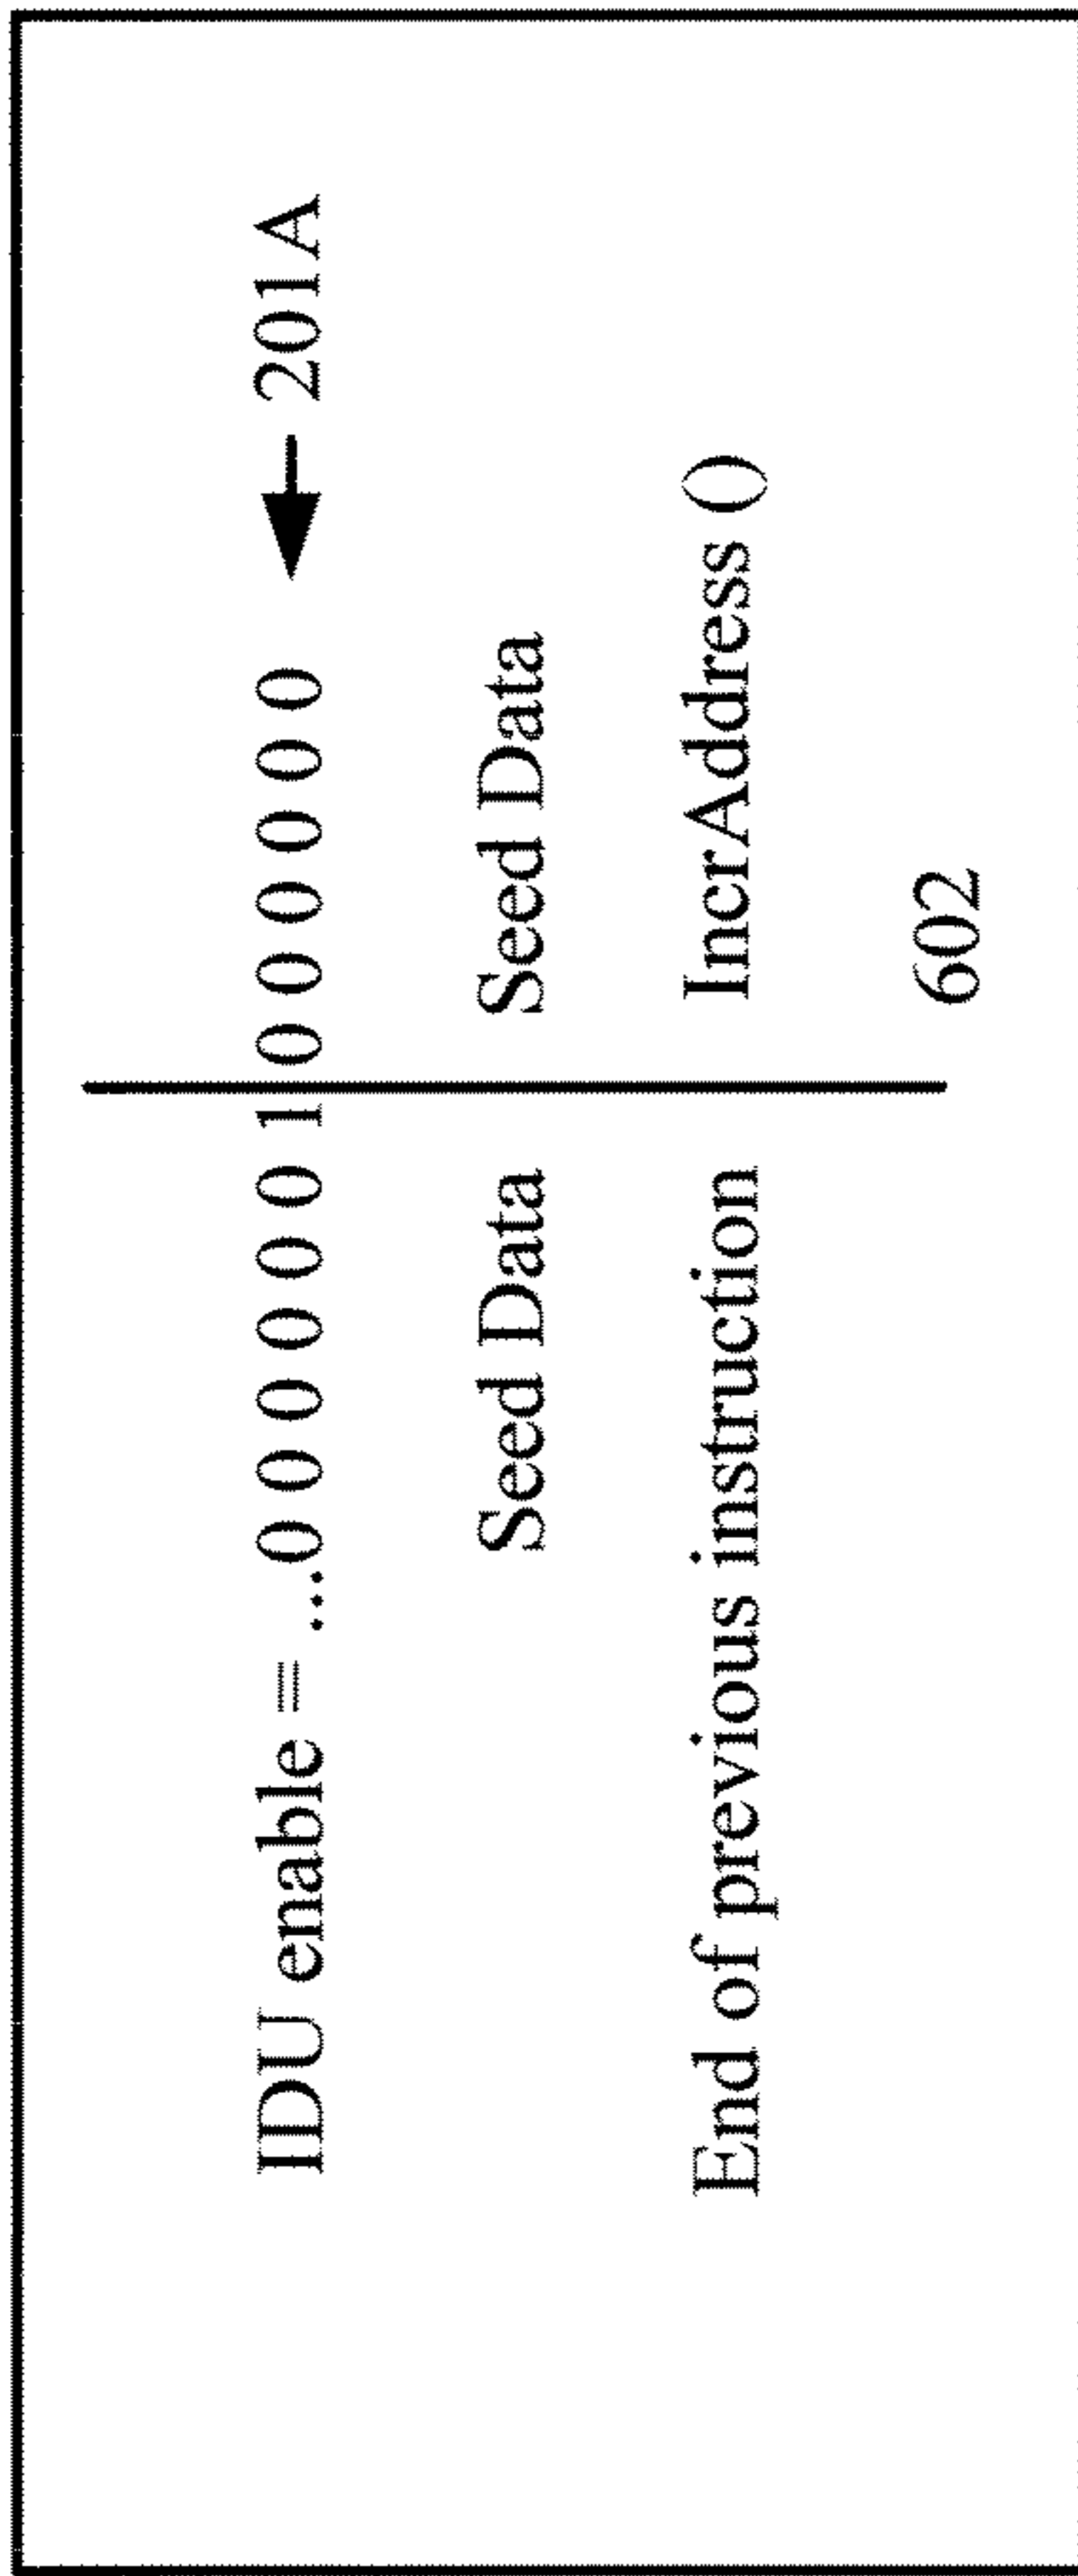 IDU enable = ...0 0 0 0 0 0 1 0 0 0 0 0 0 ← 201A
Seed Data Seed Data
End of previous instruction IncrAddress ()
602